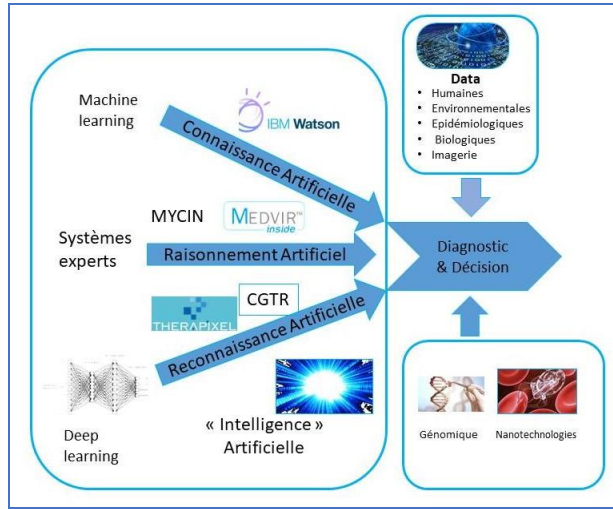 Machine
learning
IBM Watson
Connaissance Artificielle
MYCIN
MEDVIR™
inside
Systèmes
experts
Raisonnement Artificiel
CGTR
THERAPIXEL
Reconnaissance Artificielle
Deep
learning
« Intelligence »
Artificielle
Data
• Humaines
• Environnementales
• Epidémiologiques
• Biologiques
• Imagerie
Diagnostic
& Décision
Génomique
Nanotechnologies